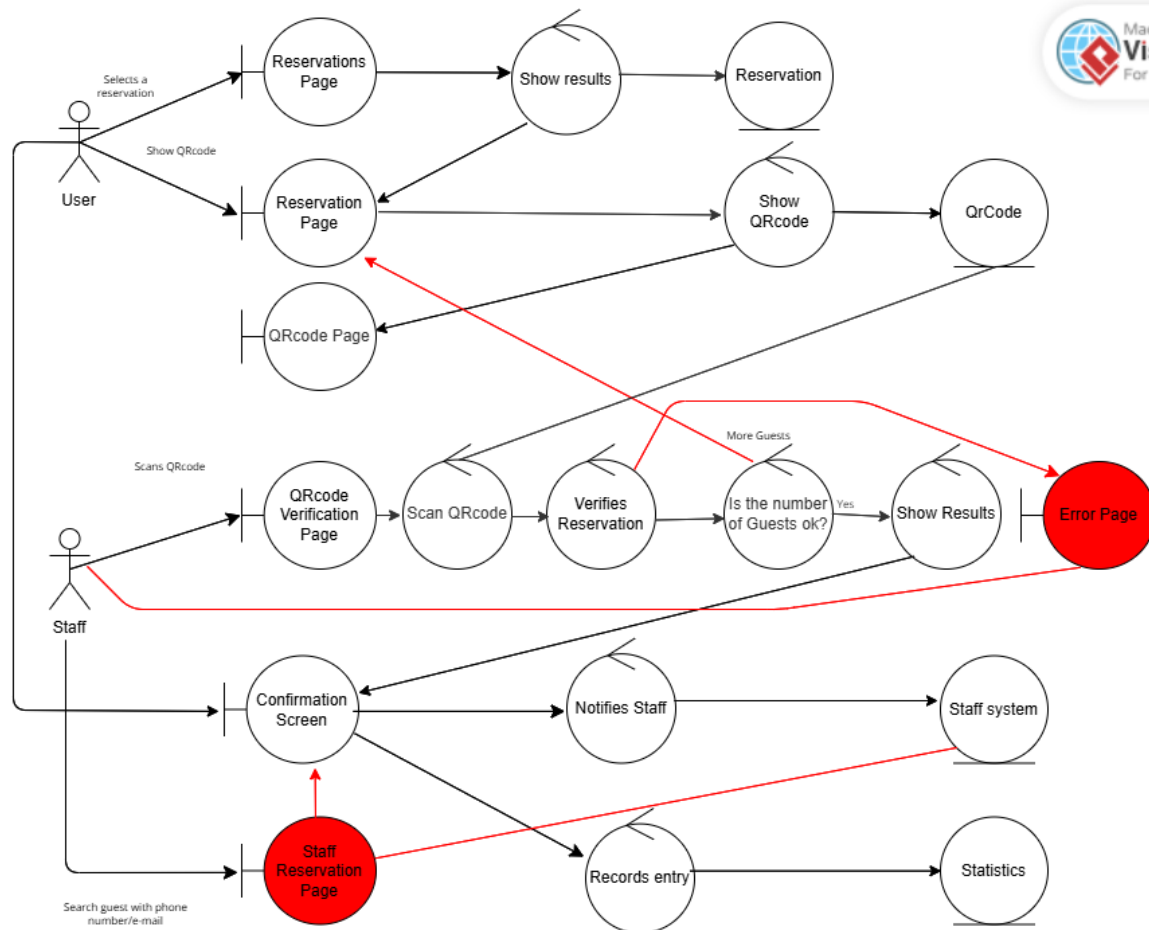 Selects a
reservation
Reservations
Page
Show results
Reservation
Show QRcode
User
Reservation
Page
Show
QRcode
QrCode
QRcode Page
More Guests
Scans QRcode
QRcode
Verification
Page
Scan QRcode
Verifies
Reservation
Is the number
of Guests ok?
Yes
Show Results
Error Page
Staff
Confirmation
Screen
Notifies Staff
Staff system
Staff
Reservation
Page
Records entry
Statistics
Search guest with phone
number/e-mail
For